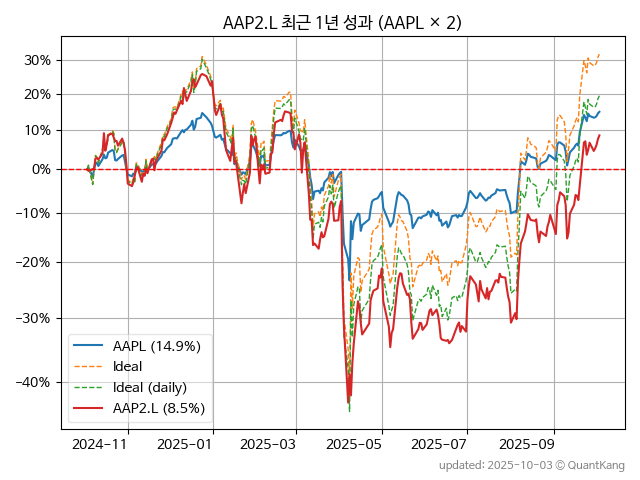 AAP2.L 최근 1년 성과 (AAPL × 2)
30%
20%
10%
0%
−10%
−20%
−30%
−40%
AAPL (14.9%)
Ideal
Ideal (daily)
AAP2.L (8.5%)
2024-11
2025-01
2025-03
2025-05
2025-07
2025-09
updated: 2025-10-03 © QuantKang